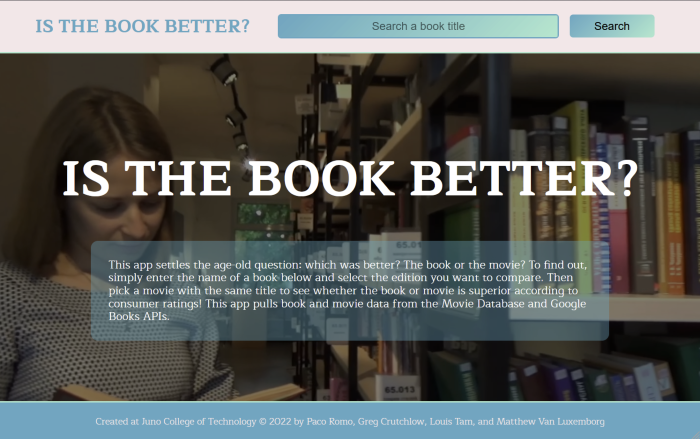 IS THE BOOK BETTER?
Search a book title
Search
IS THE BOOK BETTER?
65.01
This app settles the age-old question: which was better? The book or the movie? To find out,
simply enter the name of a book below and select the edition you want to compare. Then
pick a movie with the same title to see whether the book or movie is superior according to
consumer ratings! This app pulls book and movie data from the Movie Database and Google
Books APIs.
65.013
Created at Juno College of Technology © 2022 by Paco Romo, Greg Crutchlow, Louis Tam, and Matthew Van Luxemborg